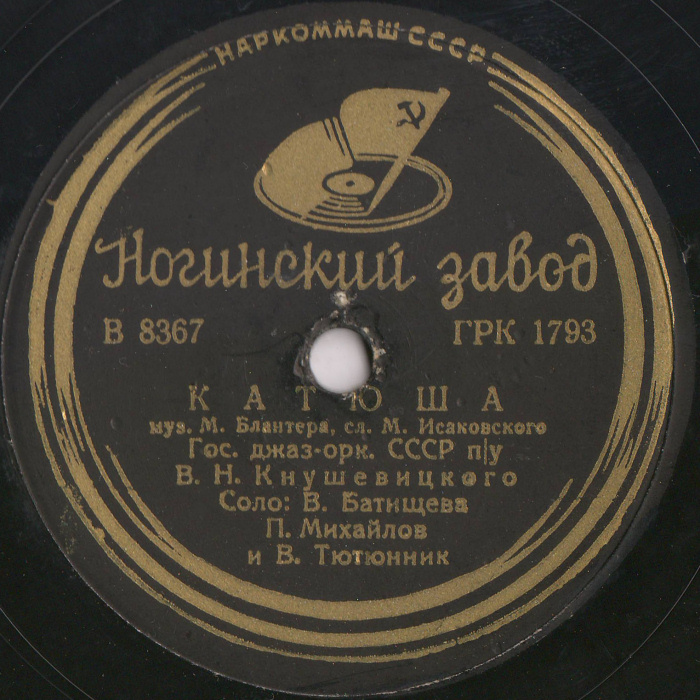 НАРКОММАШ СССР
Ногинский завод
В 8367 ГРК 1793
КАТЮША
муз. М. Блантера, сл. М. Исаковского
Гос. джаз-орк. СССР п/у
В. Н. Кнушевицкого
Соло: В. Батищева
П. Михайлов
и В. Тютюнник